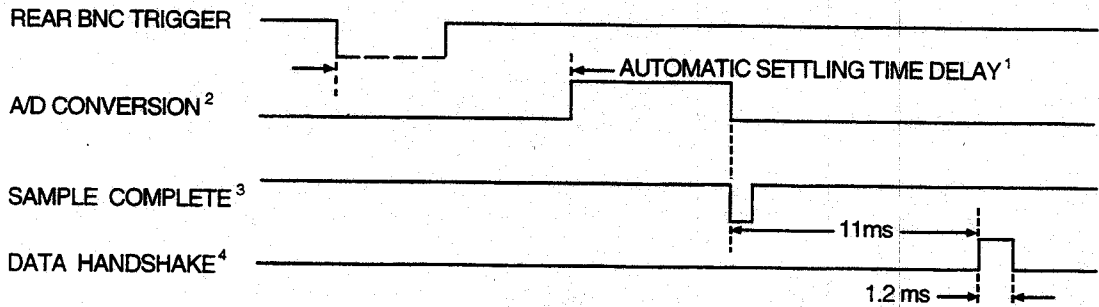 REAR BNC TRIGGER
AUTOMATIC SETTLING TIME DELAY¹
A/D CONVERSION²
SAMPLE COMPLETE³
11ms
DATA HANDSHAKE⁴
1.2 ms